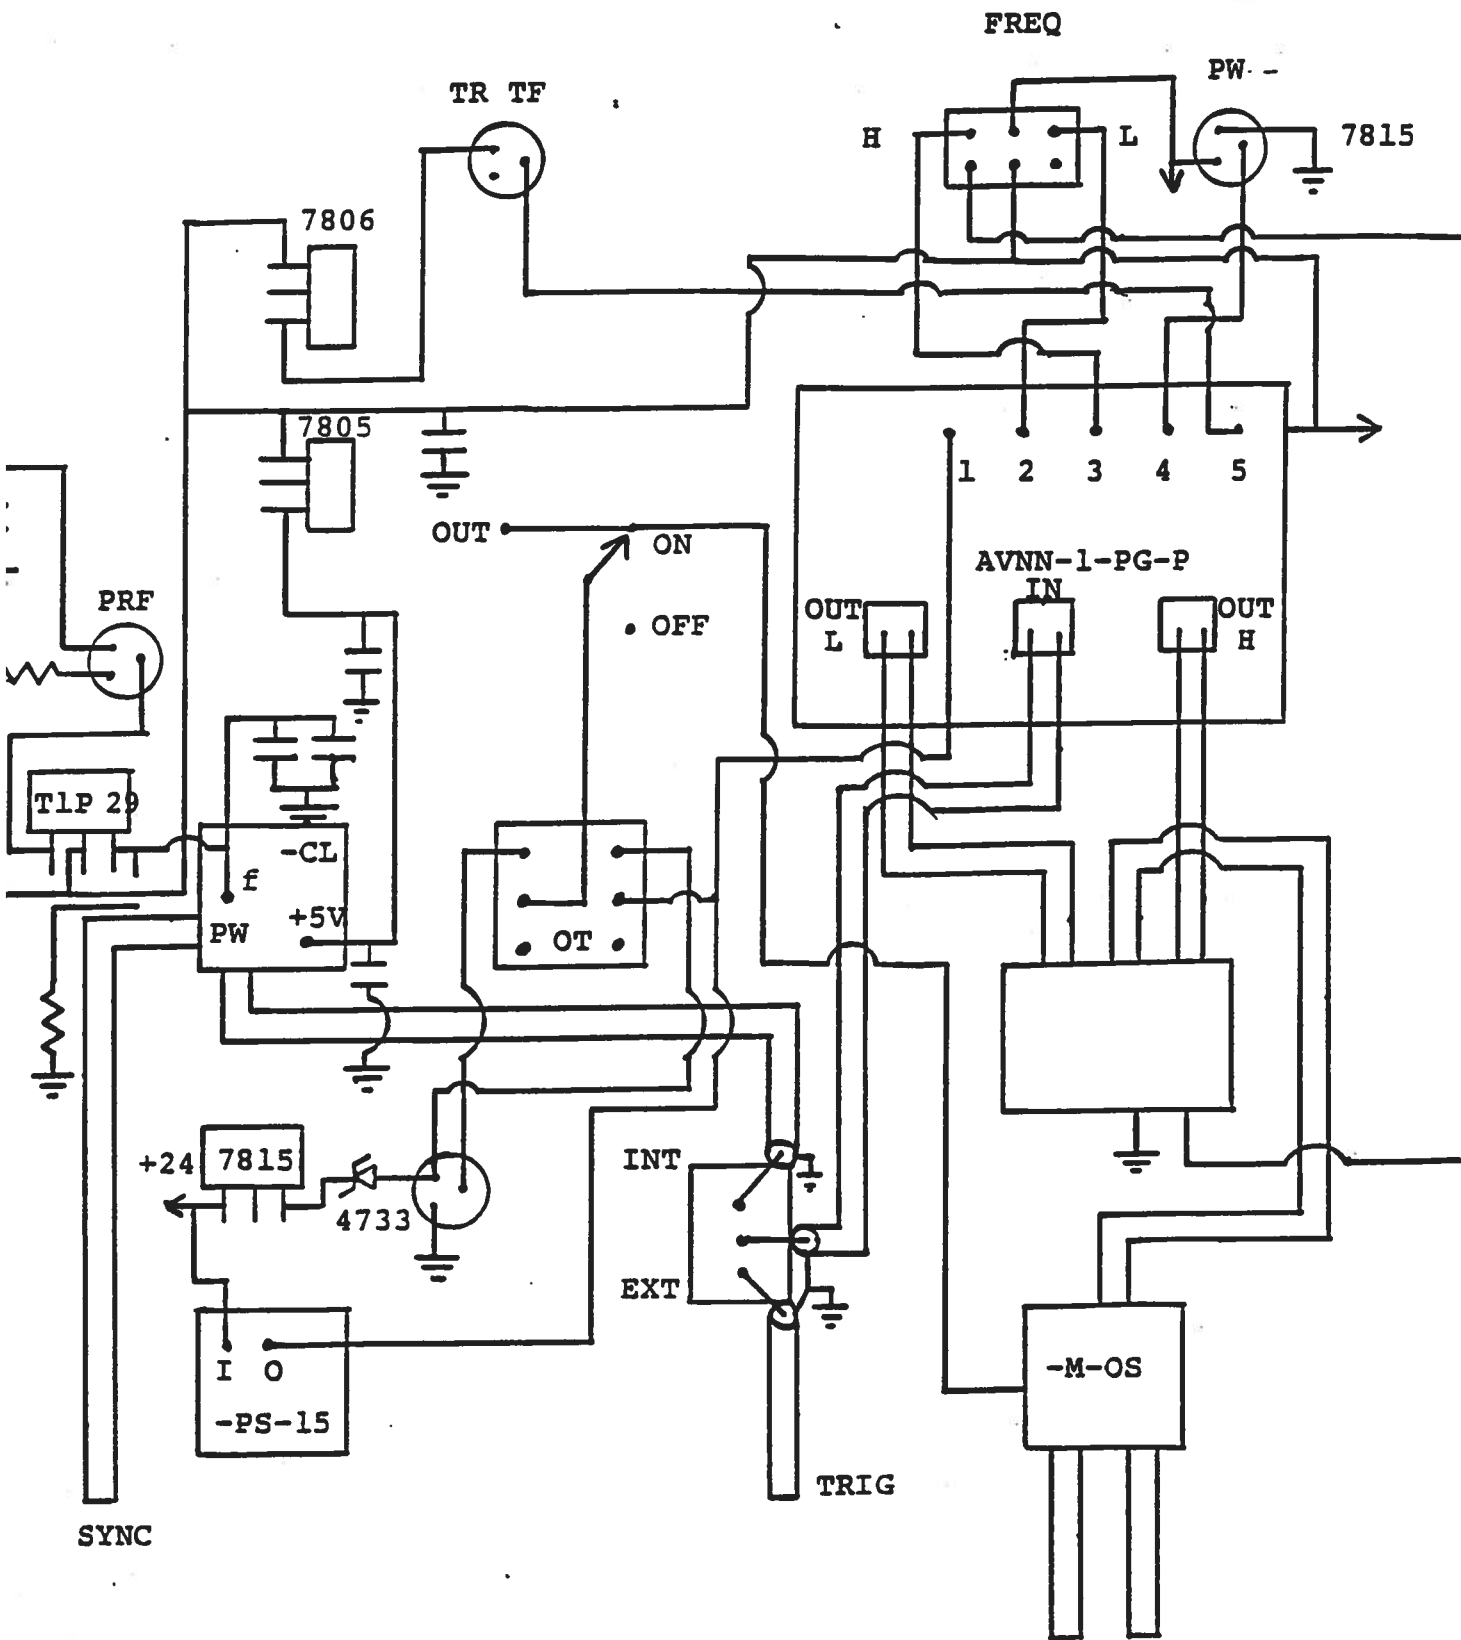 FREQ
PW -
TR TF
H
L
7815
7806
7805
1 2 3 4 5
OUT
ON
AVNN-1-PG-P
IN
OUT
L
OUT
H
OFF
PRF
T1P 29
-CL
f
+5V
PW
OT
+24
7815
INT
4733
EXT
I O
-M-OS
-PS-15
TRIG
SYNC